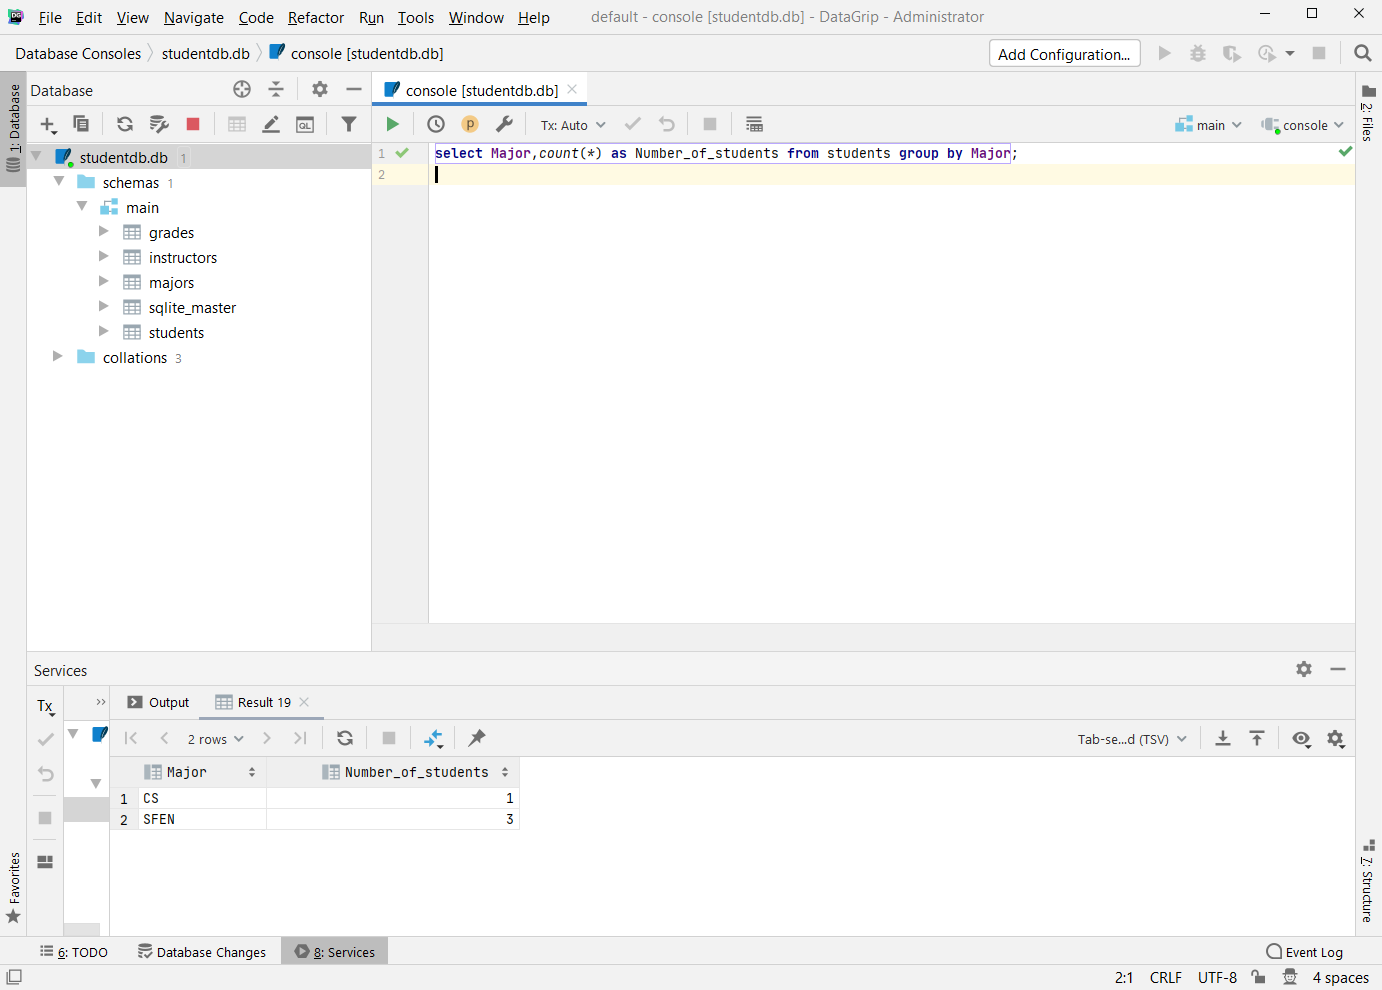 File Edit View Navigate Code Refactor Run Tools Window Help default - console [studentdb.db] - DataGrip - Administrator
Database Consoles studentdb.db console [studentdb.db] Add Configuration...
1: Database
Database
console [studentdb.db]
2: Files
Tx: Auto
main
console
studentdb.db 1
schemas 1
main
grades
instructors
majors
sqlite_master
students
collations 3
1 select Major,count(*) as Number_of_students from students group by Major;
2
Services
Tx
Output Result 19
2 rows
Tab-se...d (TSV)
Major Number_of_students
1 CS 1
2 SFEN 3
Favorites
7: Structure
6: TODO Database Changes 8: Services Event Log
2:1 CRLF UTF-8 4 spaces